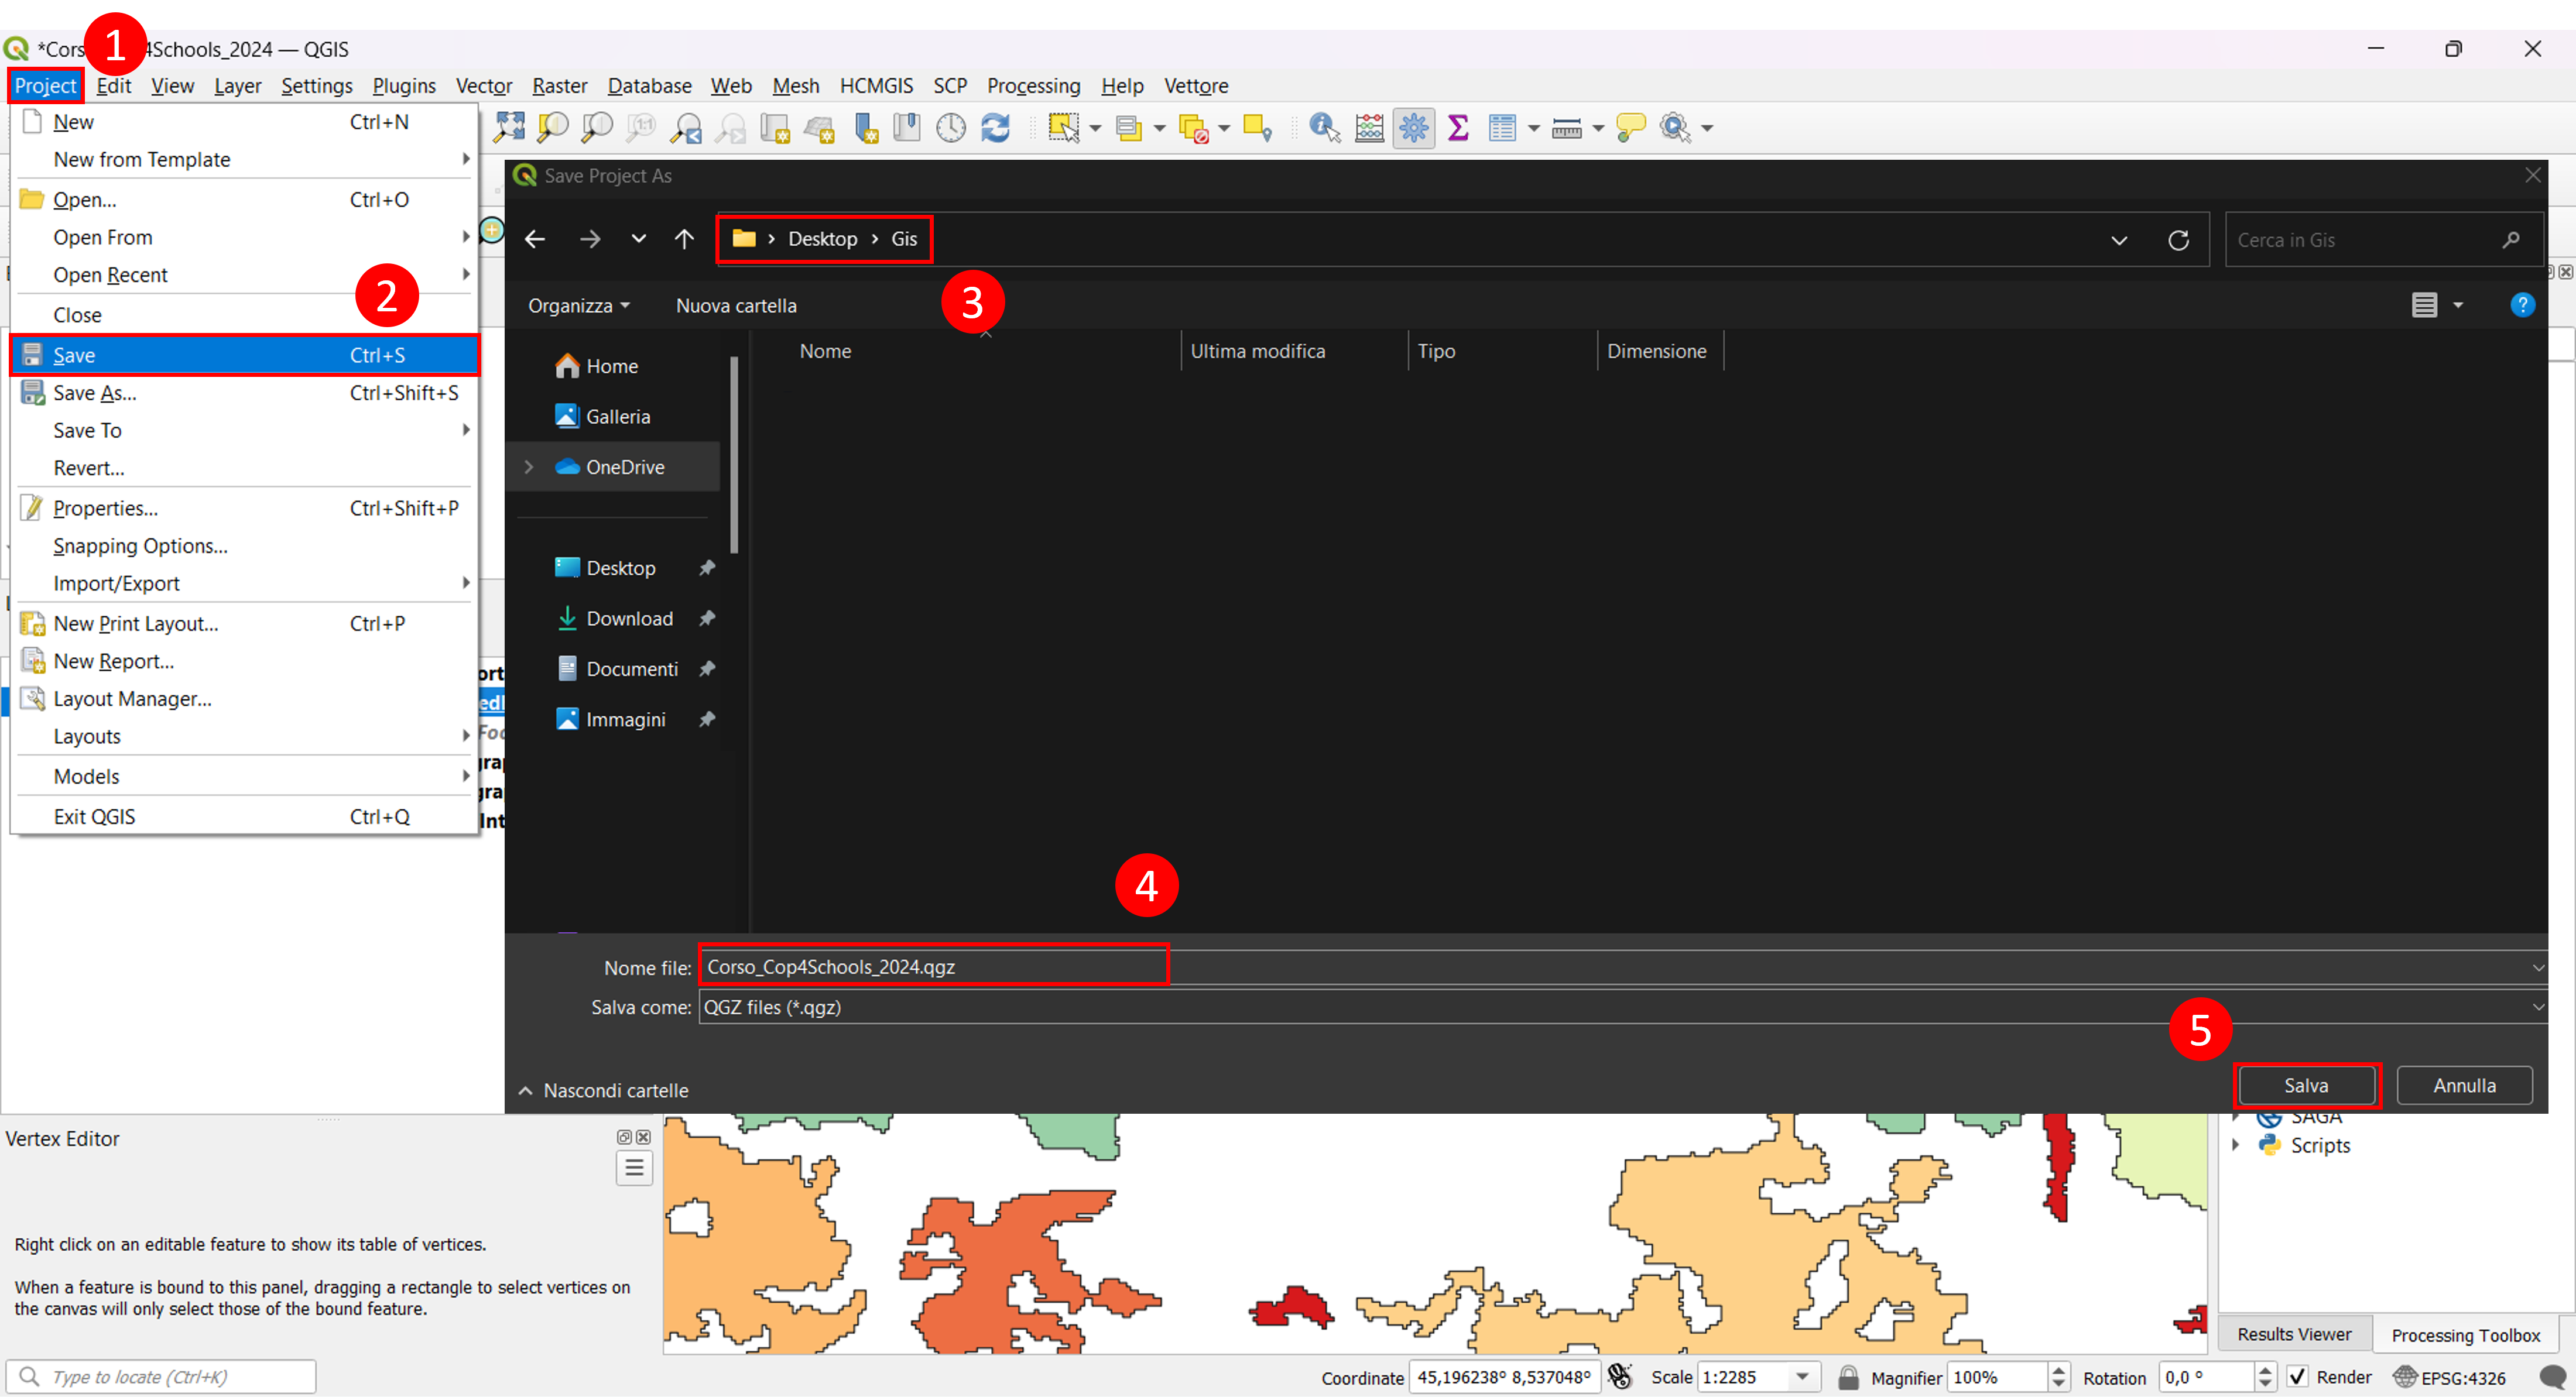 1
*Cors 4Schools_2024 — QGIS
Project Edit View Layer Settings Plugins Vector Raster Database Web Mesh HCMGIS SCP Processing Help Vettore
New Ctrl+N
New from Template
Open... Ctrl+O
Open From
Open Recent
2
Close
Save Ctrl+S
Save As... Ctrl+Shift+S
Save To
Revert...
Properties... Ctrl+Shift+P
Snapping Options...
Import/Export
New Print Layout... Ctrl+P
New Report...
Layout Manager...
Layouts
Models
Exit QGIS Ctrl+Q
ort
edl
Foo
gra
gra
Int
Save Project As
Desktop > Gis
Cerca in Gis
3
Organizza Nuova cartella
Nome Ultima modifica Tipo Dimensione
Home
Galleria
OneDrive
Desktop
Download
Documenti
Immagini
4
Nome file: Corso_Cop4Schools_2024.qgz
Salva come: QGZ files (*.qgz)
5
Nascondi cartelle
Salva Annulla
SAGA
Scripts
Vertex Editor
Right click on an editable feature to show its table of vertices.
When a feature is bound to this panel, dragging a rectangle to select vertices on
the canvas will only select those of the bound feature.
Results Viewer Processing Toolbox
Type to locate (Ctrl+K)
Coordinate 45,196238° 8,537048° Scale 1:2285 Magnifier 100% Rotation 0,0 ° Render EPSG:4326